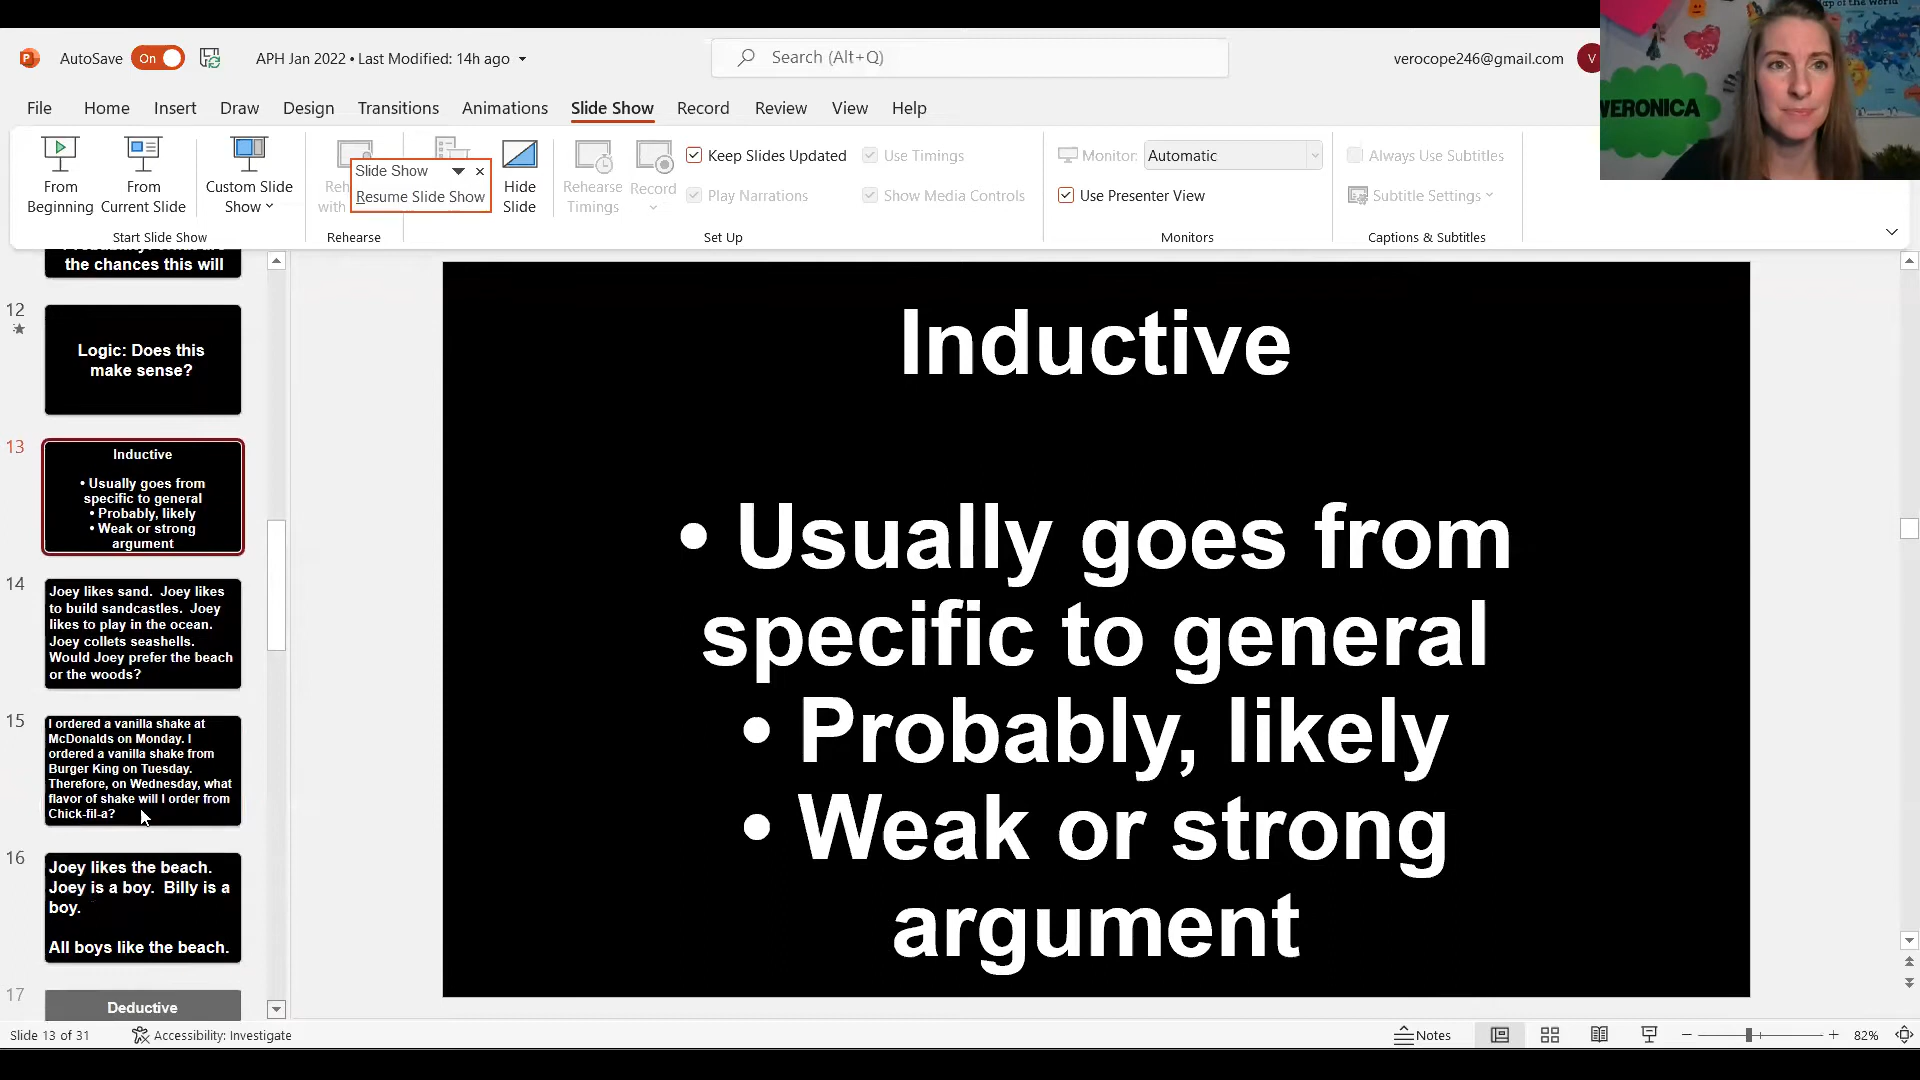 AutoSave On APH Jan 2022 • Last Modified: 14h ago Search (Alt+Q) verocope246@gmail.com V
VERONICA
Map of the World
File Home Insert Draw Design Transitions Animations Slide Show Record Review View Help
From Beginning
From Current Slide
Custom Slide Show
Start Slide Show
Slide Show
Resume Slide Show
Rehearse
Hide Slide
Rehearse Timings
Record
Keep Slides Updated
Play Narrations
Use Timings
Show Media Controls
Set Up
Monitor: Automatic
Use Presenter View
Monitors
Always Use Subtitles
Subtitle Settings
Captions & Subtitles
the chances this will
12
Logic: Does this
make sense?
13
Inductive
• Usually goes from
specific to general
• Probably, likely
• Weak or strong
argument
14
Joey likes sand. Joey likes
to build sandcastles. Joey
likes to play in the ocean.
Joey collets seashells.
Would Joey prefer the beach
or the woods?
15
I ordered a vanilla shake at
McDonalds on Monday. I
ordered a vanilla shake from
Burger King on Tuesday.
Therefore, on Wednesday, what
flavor of shake will I order from
Chick-fil-a?
16
Joey likes the beach.
Joey is a boy. Billy is a
boy.
All boys like the beach.
17
Deductive
Inductive
• Usually goes from
specific to general
• Probably, likely
• Weak or strong
argument
Slide 13 of 31 Accessibility: Investigate Notes 82%